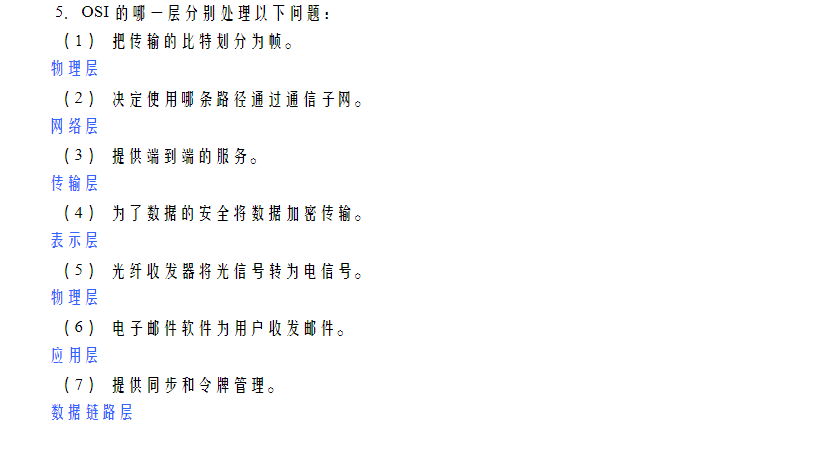 5. OSI 的哪一层分别处理以下问题：
（1） 把传输的比特划分为帧。
物理层
（2） 决定使用哪条路径通过通信子网。
网络层
（3） 提供端到端的服务。
传输层
（4） 为了数据的安全将数据加密传输。
表示层
（5） 光纤收发器将光信号转为电信号。
物理层
（6） 电子邮件软件为用户收发邮件。
应用层
（7） 提供同步和令牌管理。
数据链路层